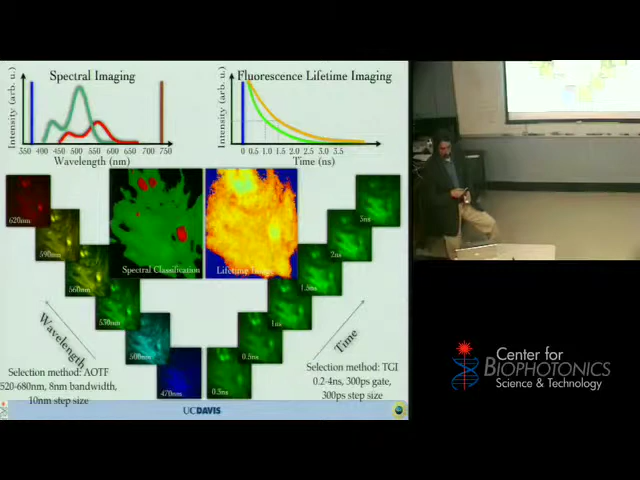 Spectral Imaging
Fluorescence Lifetime Imaging
Intensity (arb. u.)
Intensity (arb. u.)
350 400 450 500 550 600 650 700 750
0 0.5 1.0 1.5 2.0 2.5 3.0 3.5
Wavelength (nm)
Time (ns)
620nm
590nm
560nm
530nm
500nm
470nm
Spectral Classification
Lifetime
3ns
2ns
1.5ns
1ns
0.5ns
0.3ns
Wavelength
Time
Selection method: AOTF
520-680nm, 8nm bandwidth,
10nm step size
Selection method: TGI
0.2-4ns, 300ps gate,
300ps step size
UCDAVIS
Center for
BIOPHOTONICS
Science & Technology